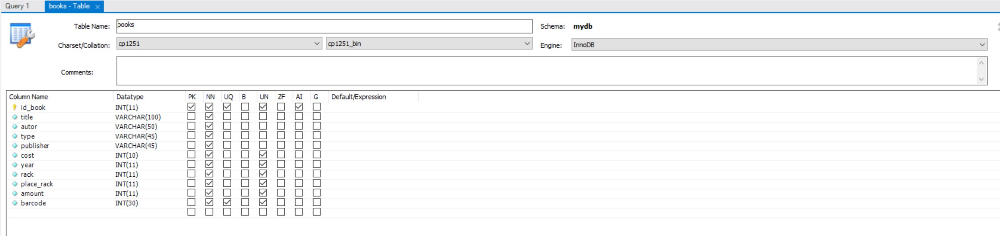 Query 1 books - Table
Table Name: books Schema: mydb
Charset/Collation: cp1251 cp1251_bin Engine: InnoDB
Comments:
Column Name Datatype PK NN UQ B UN ZF AI G Default/Expression
id_book INT(11)
title VARCHAR(100)
autor VARCHAR(50)
type VARCHAR(45)
publisher VARCHAR(45)
cost INT(10)
year INT(11)
rack INT(11)
place_rack INT(11)
amount INT(11)
barcode INT(30)